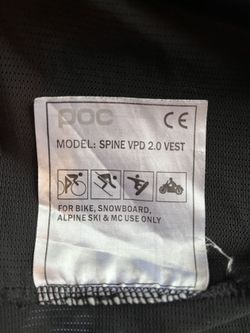 POC CE
MODEL: SPINE VPD 2.0 VEST
FOR BIKE, SNOWBOARD,
ALPINE SKI & MC USE ONLY